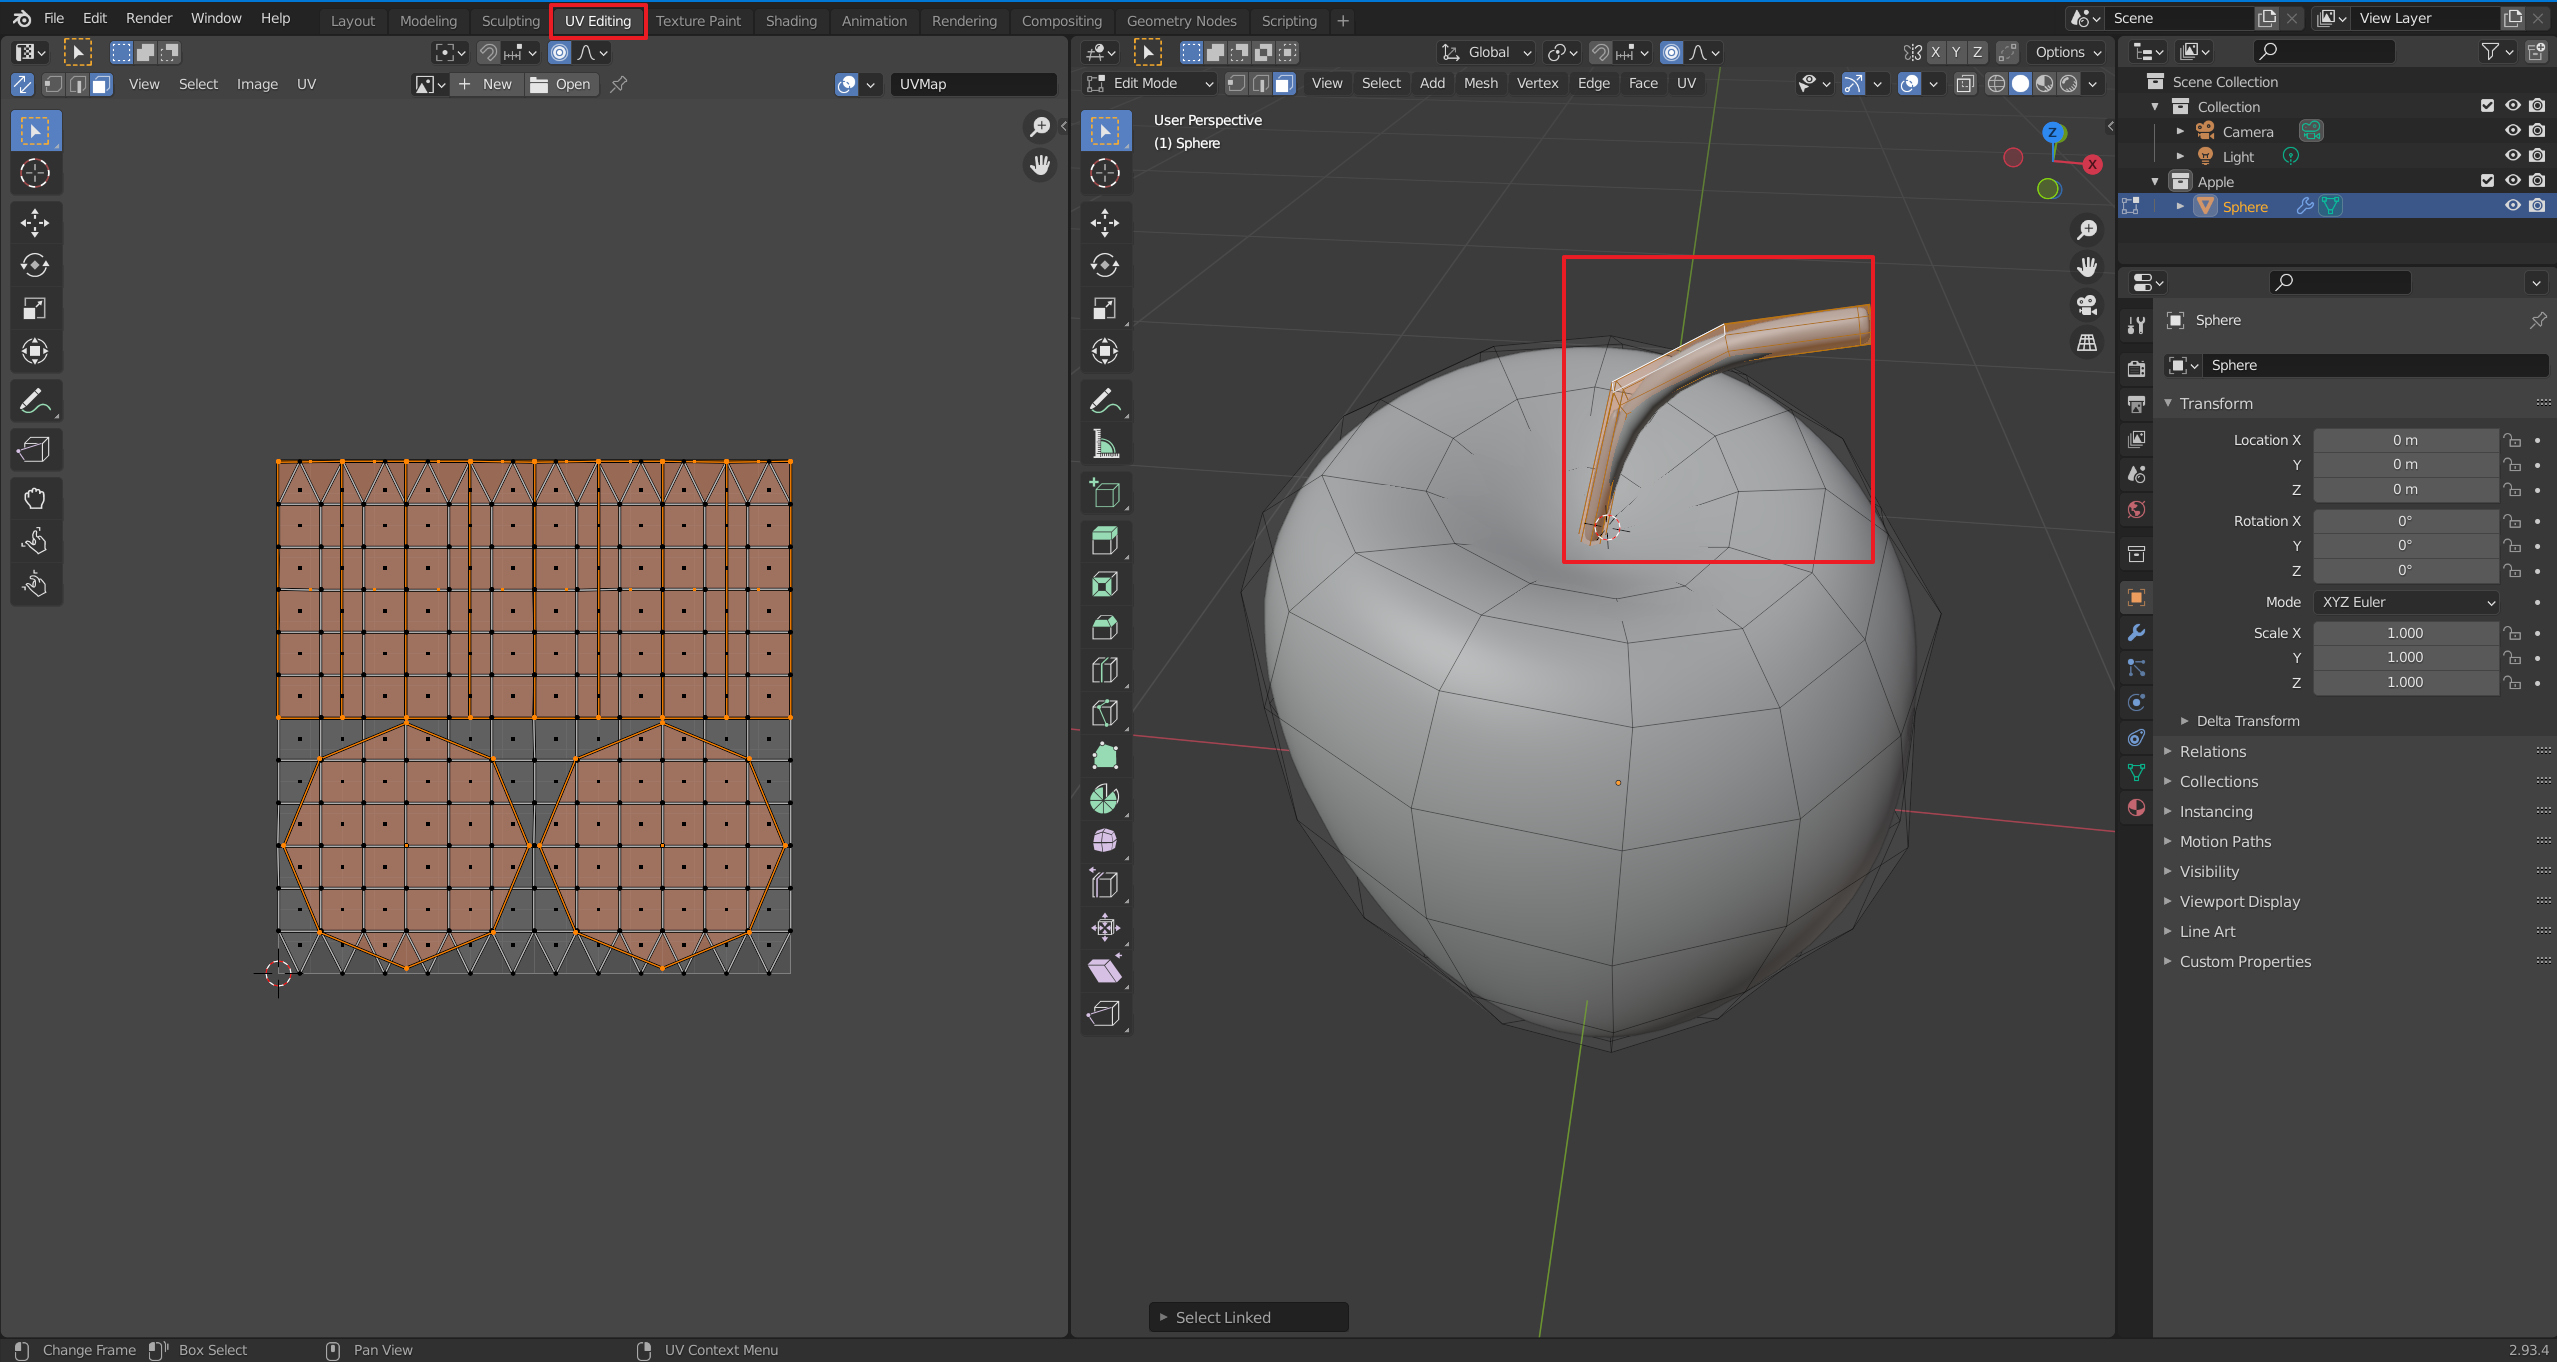 File Edit Render Window Help Layout Modeling Sculpting UV Editing Texture Paint Shading Animation Rendering Compositing Geometry Nodes Scripting + Scene View Layer
Global X Y Z Options
View Select Image UV + New Open UVMap Edit Mode View Select Add Mesh Vertex Edge Face UV
User Perspective
(1) Sphere
Z
X
Scene Collection
Collection
Camera
Light
Apple
Sphere
Sphere
Sphere
Transform
Location X 0 m
Y 0 m
Z 0 m
Rotation X 0°
Y 0°
Z 0°
Mode XYZ Euler
Scale X 1.000
Y 1.000
Z 1.000
Delta Transform
Relations
Collections
Instancing
Motion Paths
Visibility
Viewport Display
Line Art
Custom Properties
Select Linked
Change Frame Box Select Pan View UV Context Menu 2.93.4